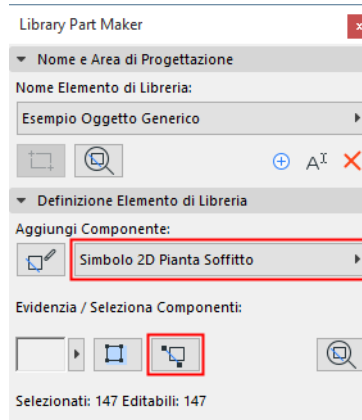 Library Part Maker
Nome e Area di Progettazione
Nome Elemento di Libreria:
Esempio Oggetto Generico
Definizione Elemento di Libreria
Aggiungi Componente:
Simbolo 2D Pianta Soffitto
Evidenzia / Seleziona Componenti:
Selezionati: 147 Editabili: 147